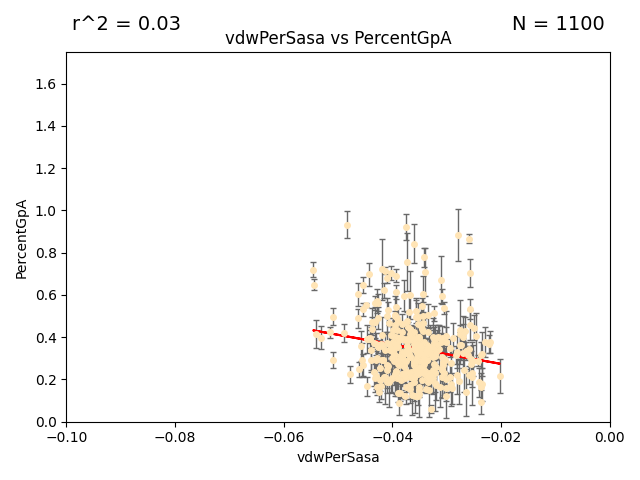 r^2 = 0.03
N = 1100
vdwPerSasa vs PercentGpA
1.6
1.4
1.2
1.0
0.8
0.6
0.4
0.2
0.0
PercentGpA
−0.10 −0.08 −0.06 −0.04 −0.02 0.00
vdwPerSasa